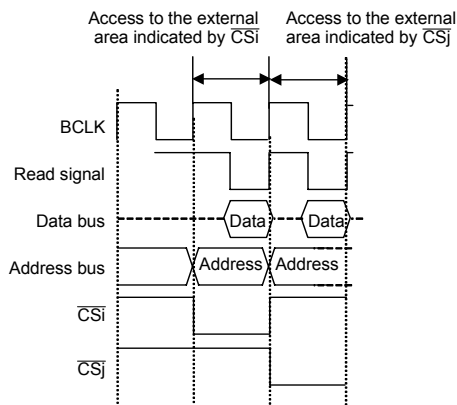 Access to the external
area indicated by CSi
Access to the external
area indicated by CSj
BCLK
Read signal
Data bus
Data
Data
Address bus
Address
Address
CSi
CSj